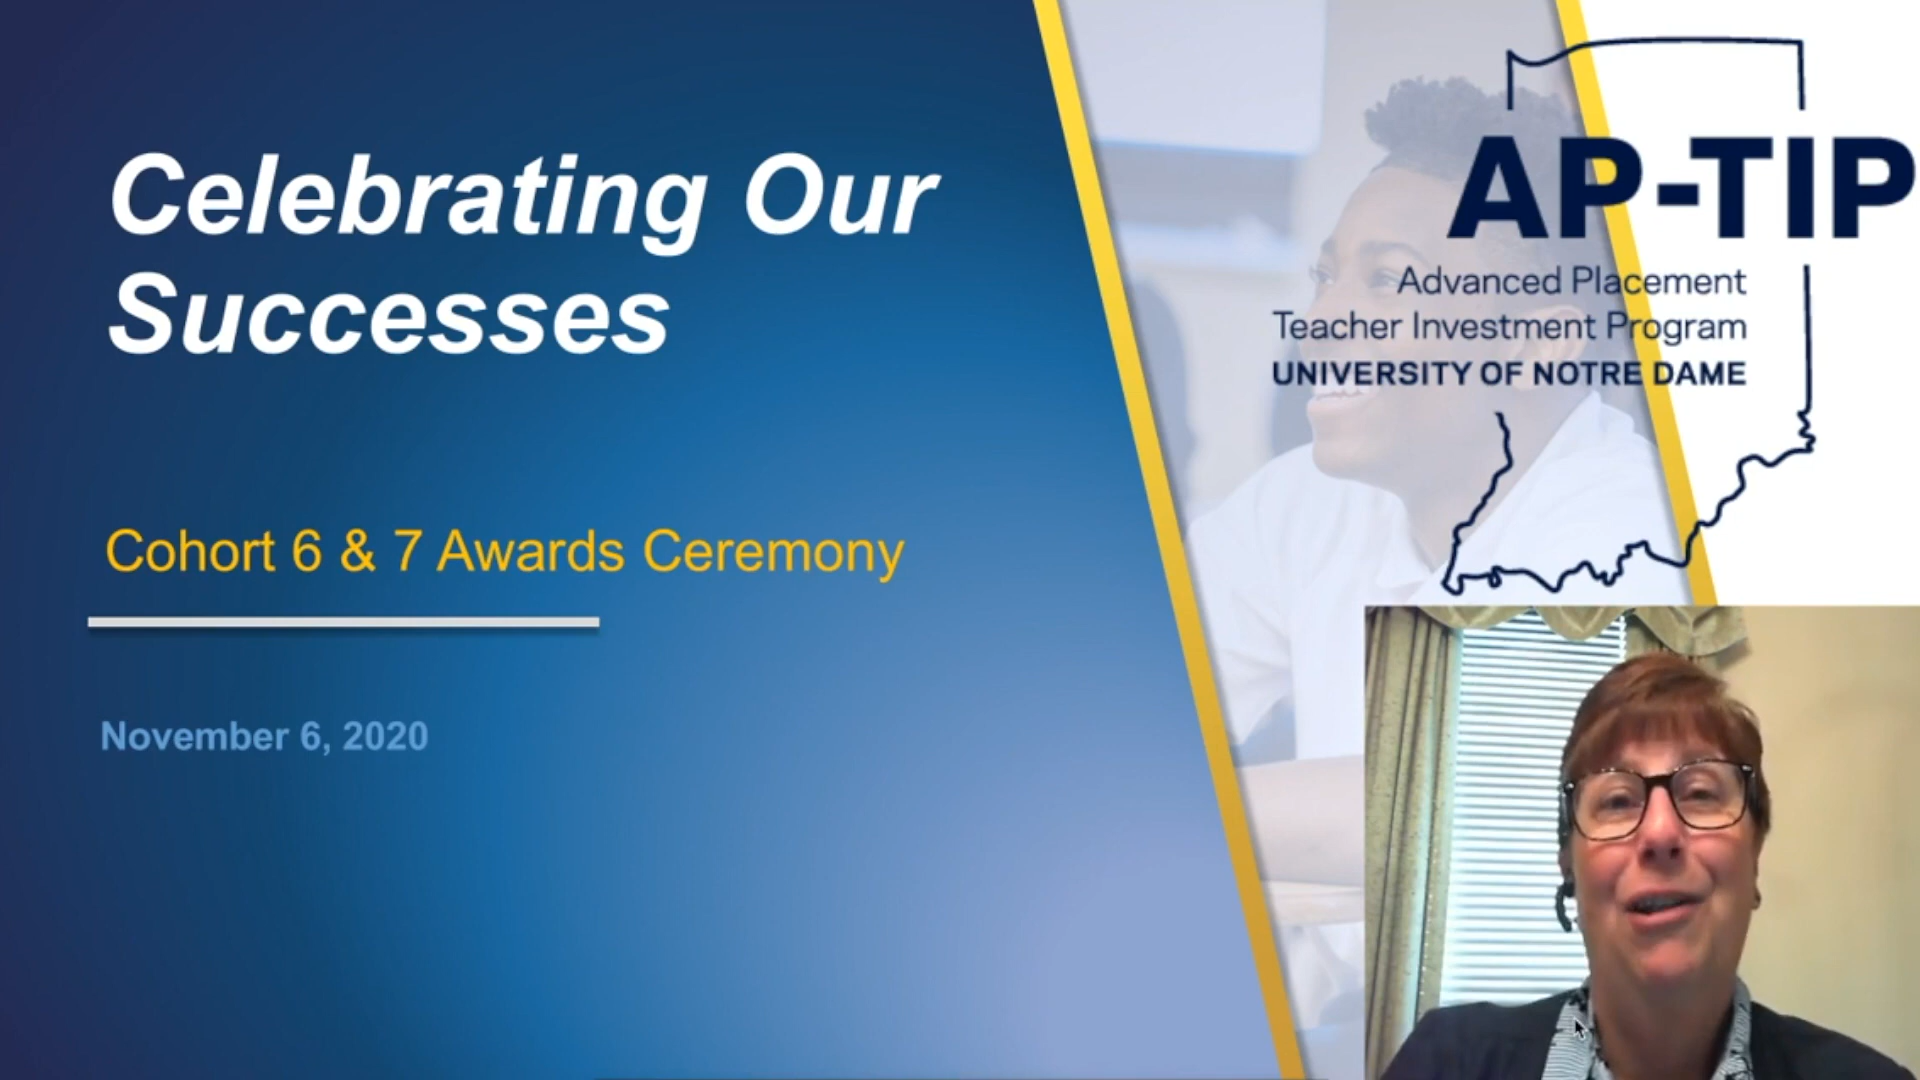 Celebrating Our
Successes
Cohort 6 & 7 Awards Ceremony
November 6, 2020
AP-TIP
Advanced Placement
Teacher Investment Program
UNIVERSITY OF NOTRE DAME